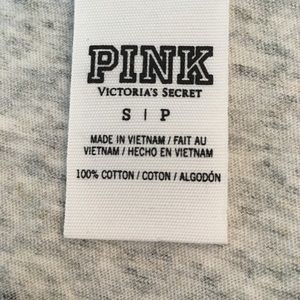 PINK
VICTORIA'S SECRET
S | P
MADE IN VIETNAM / FAIT AU
VIETNAM / HECHO EN VIETNAM
100% COTTON / COTON / ALGODÓN